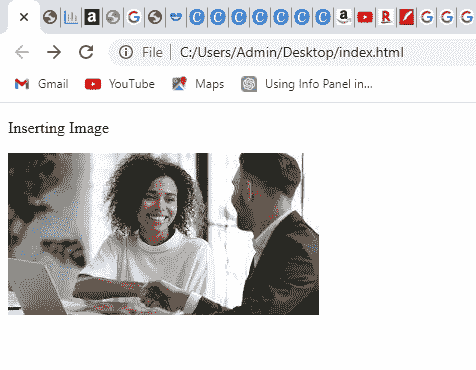 File | C:/Users/Admin/Desktop/index.html
Gmail YouTube Maps Using Info Panel in...
Inserting Image